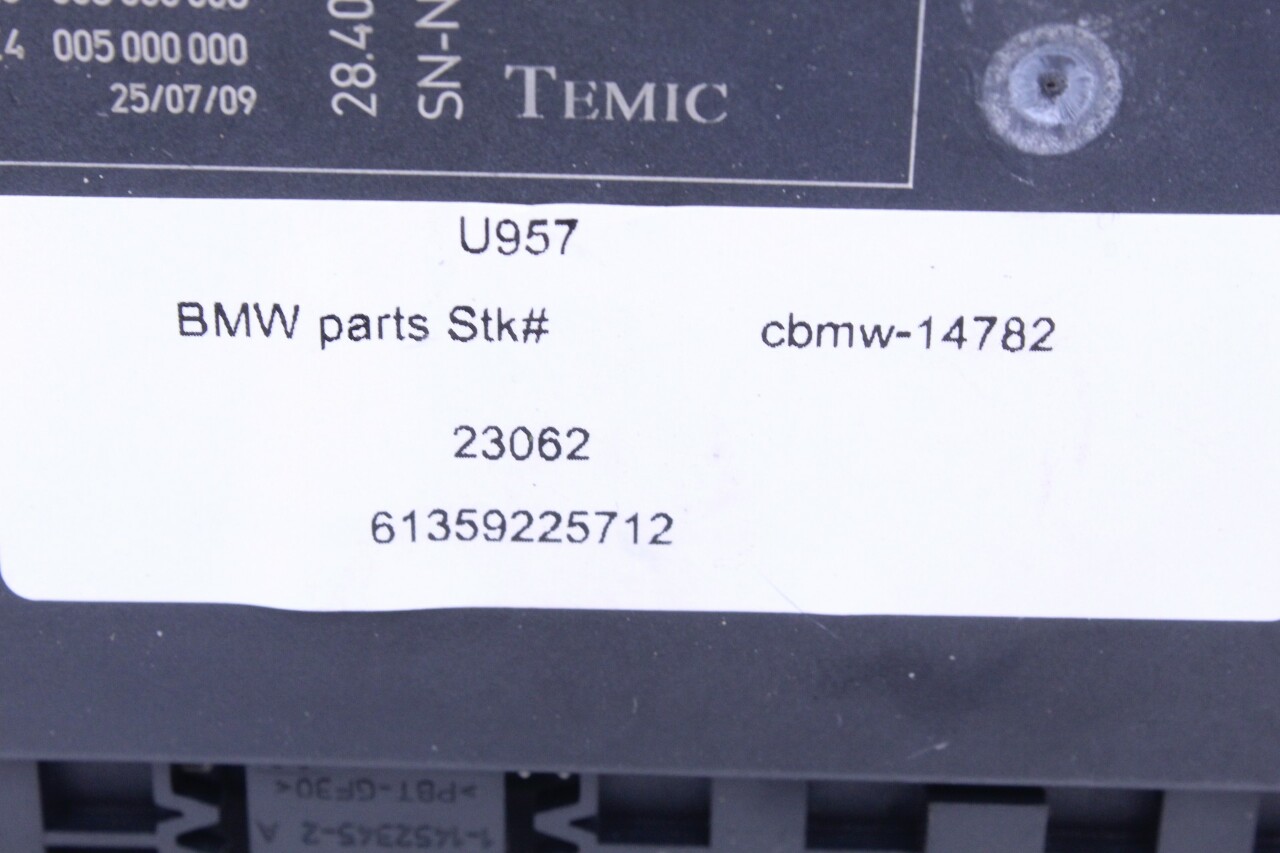 005 000 000
25/07/09
28.40
SN-N
TEMIC
U957
BMW parts Stk# cbmw-14782
23062
61359225712
>PBT-GF30<
1-1452345-2 A